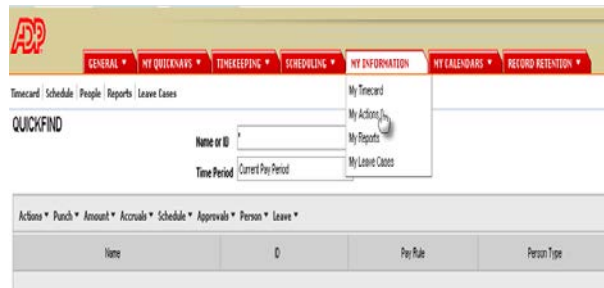 ADP
GENERAL ▼ MY QUICKNAVS ▼ TIMEKEEPING ▼ SCHEDULING ▼ MY INFORMATION MY CALENDARS ▼ RECORD RETENTION ▼
Timecard Schedule People Reports Leave Cases
My Timecard
My Actions
My Reports
My Leave Cases
QUICKFIND
Name or ID *
Time Period Current Pay Period
Actions ▼ Punch ▼ Amount ▼ Accruals ▼ Schedule ▼ Approvals ▼ Person ▼ Leave ▼
Name ID Pay Rule Person Type